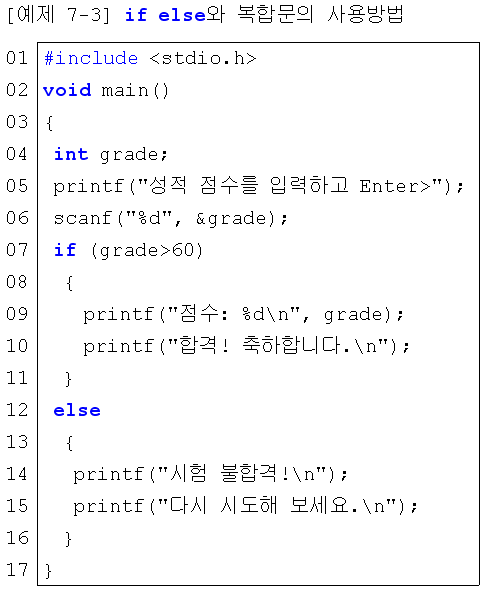 [예제 7-3] if else와 복합문의 사용방법
01 #include <stdio.h>
02 void main()
03 {
04 int grade;
05 printf("성적 점수를 입력하고 Enter>");
06 scanf("%d", &grade);
07 if (grade>60)
08 {
09 printf("점수: %d\n", grade);
10 printf("합격! 축하합니다.\n");
11 }
12 else
13 {
14 printf("시험 불합격!\n");
15 printf("다시 시도해 보세요.\n");
16 }
17 }